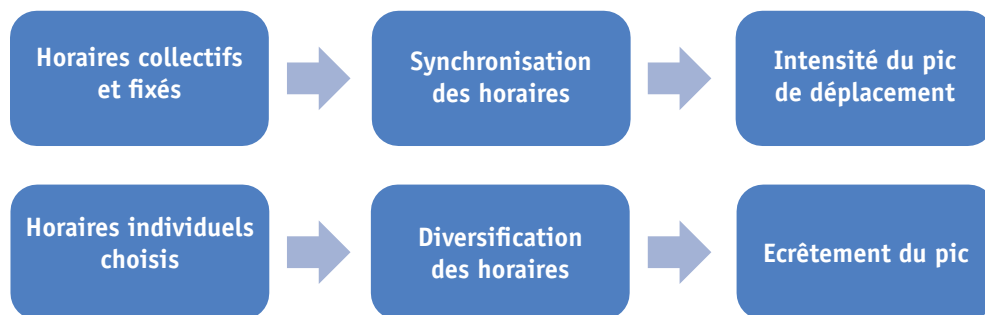 Horaires collectifs
et fixés
Synchronisation
des horaires
Intensité du pic
de déplacement
Horaires individuels
choisis
Diversification
des horaires
Ecrêtement du pic